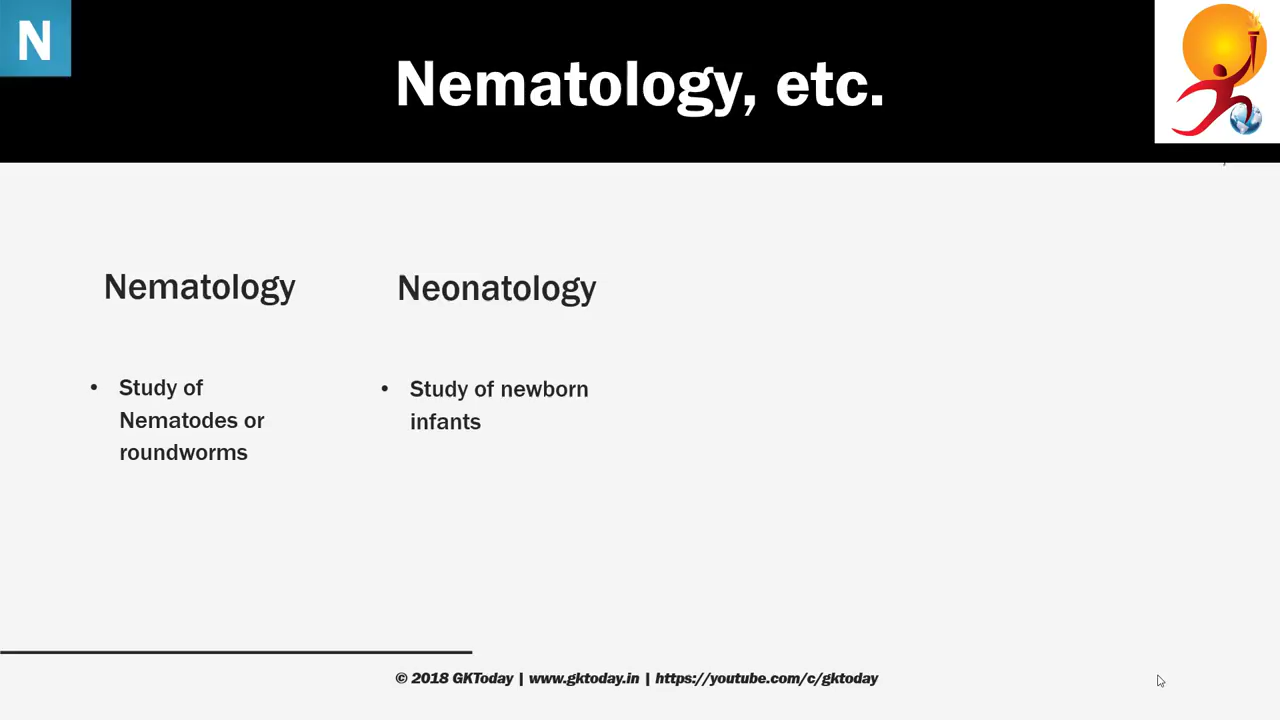 N
Nematology, etc.
Nematology
• Study of
Nematodes or
roundworms
Neonatology
• Study of newborn
infants
© 2018 GKToday | www.gktoday.in | https://youtube.com/c/gktoday